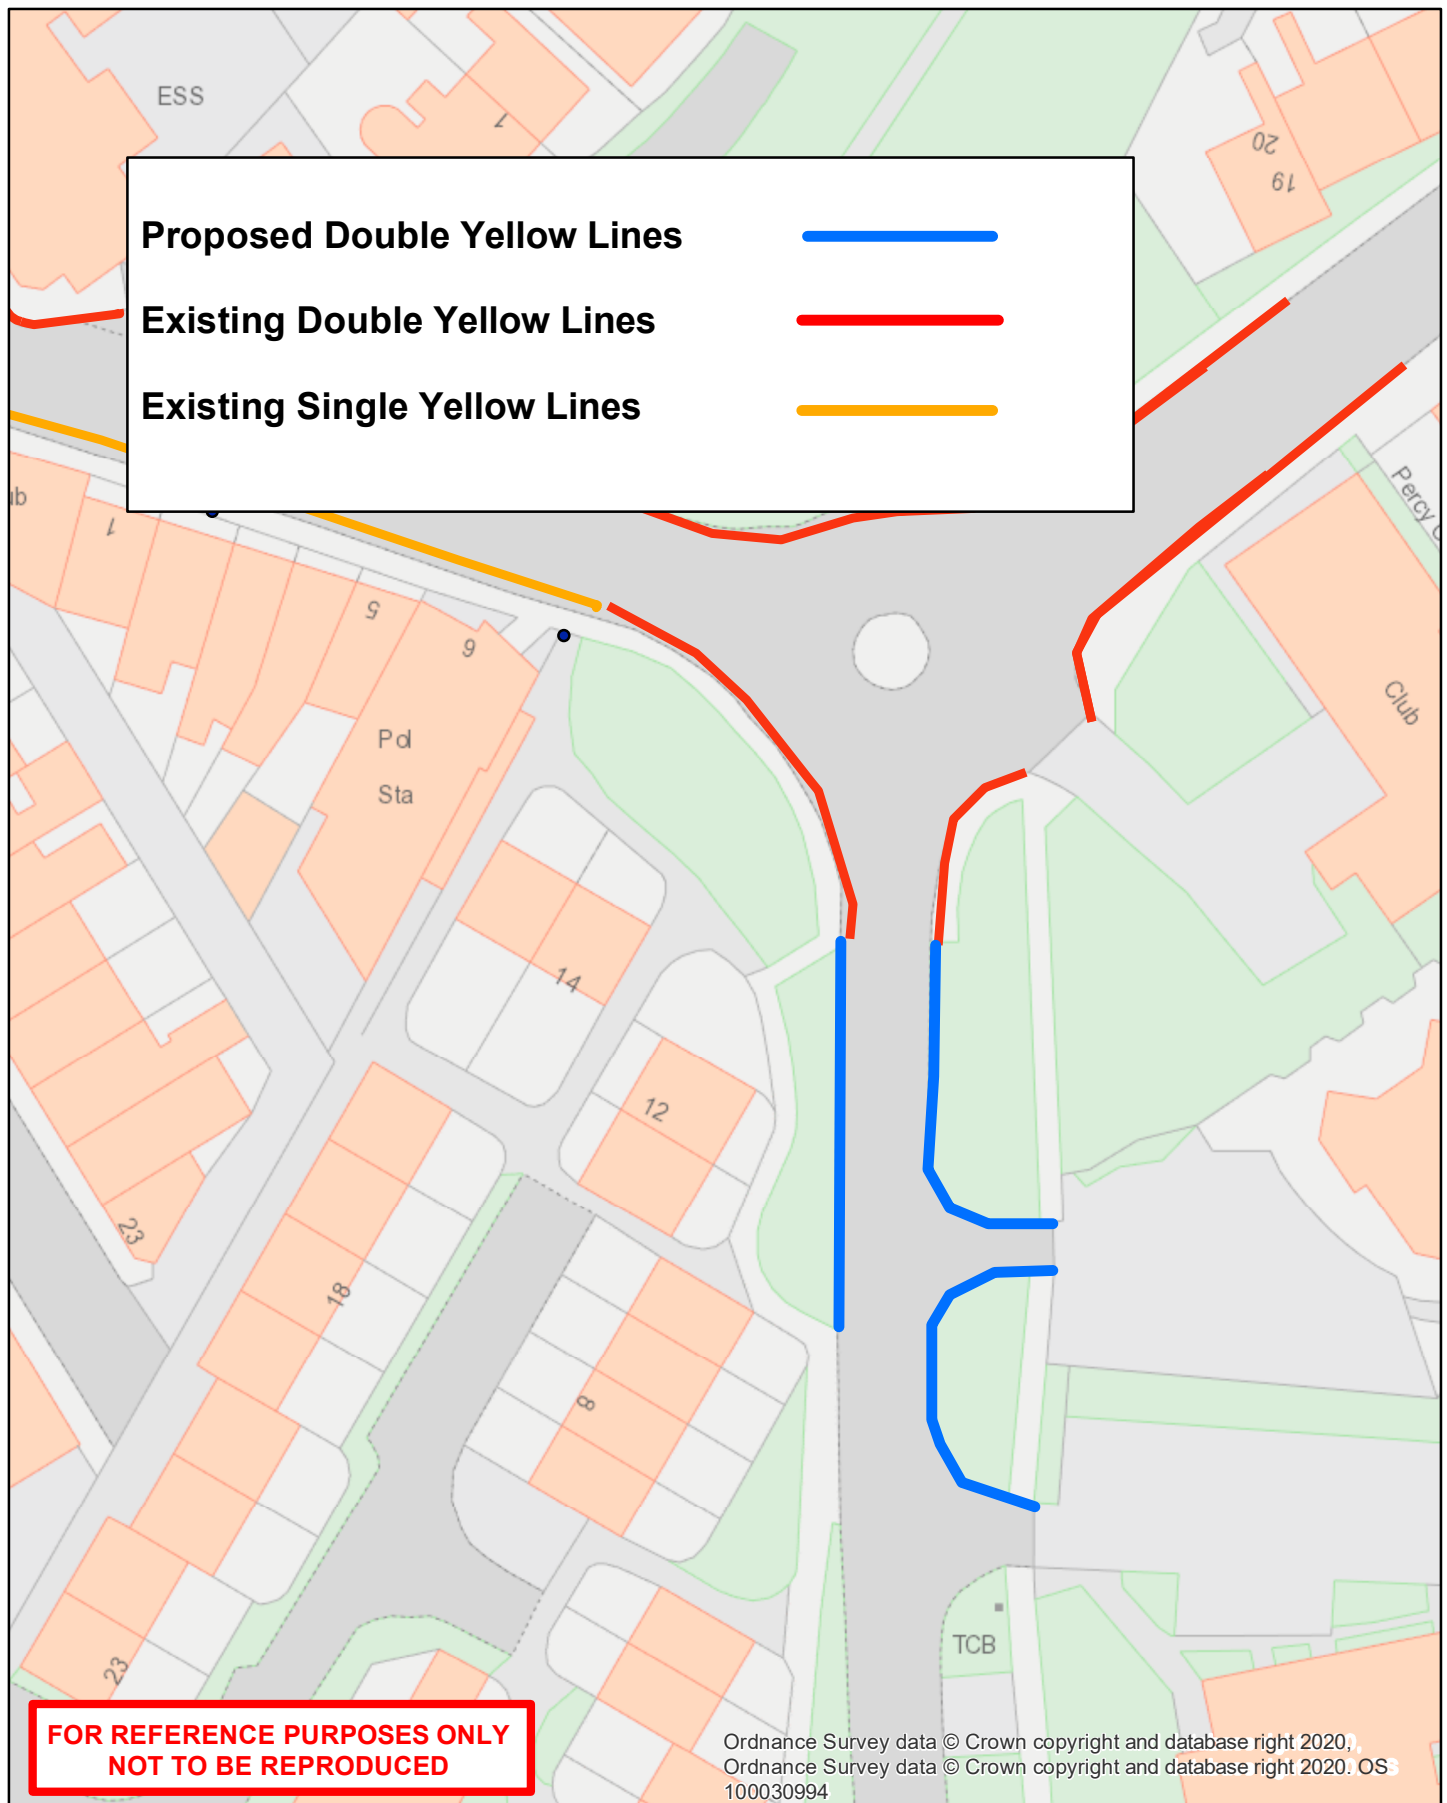 ESS
1
20
19
Proposed Double Yellow Lines
Existing Double Yellow Lines
Existing Single Yellow Lines
1
5
6
Percy
Club
Pol
Sta
14
12
23
18
8
23
TCB
FOR REFERENCE PURPOSES ONLY
NOT TO BE REPRODUCED
Ordnance Survey data © Crown copyright and database right 2020,
Ordnance Survey data © Crown copyright and database right 2020. OS
100030994